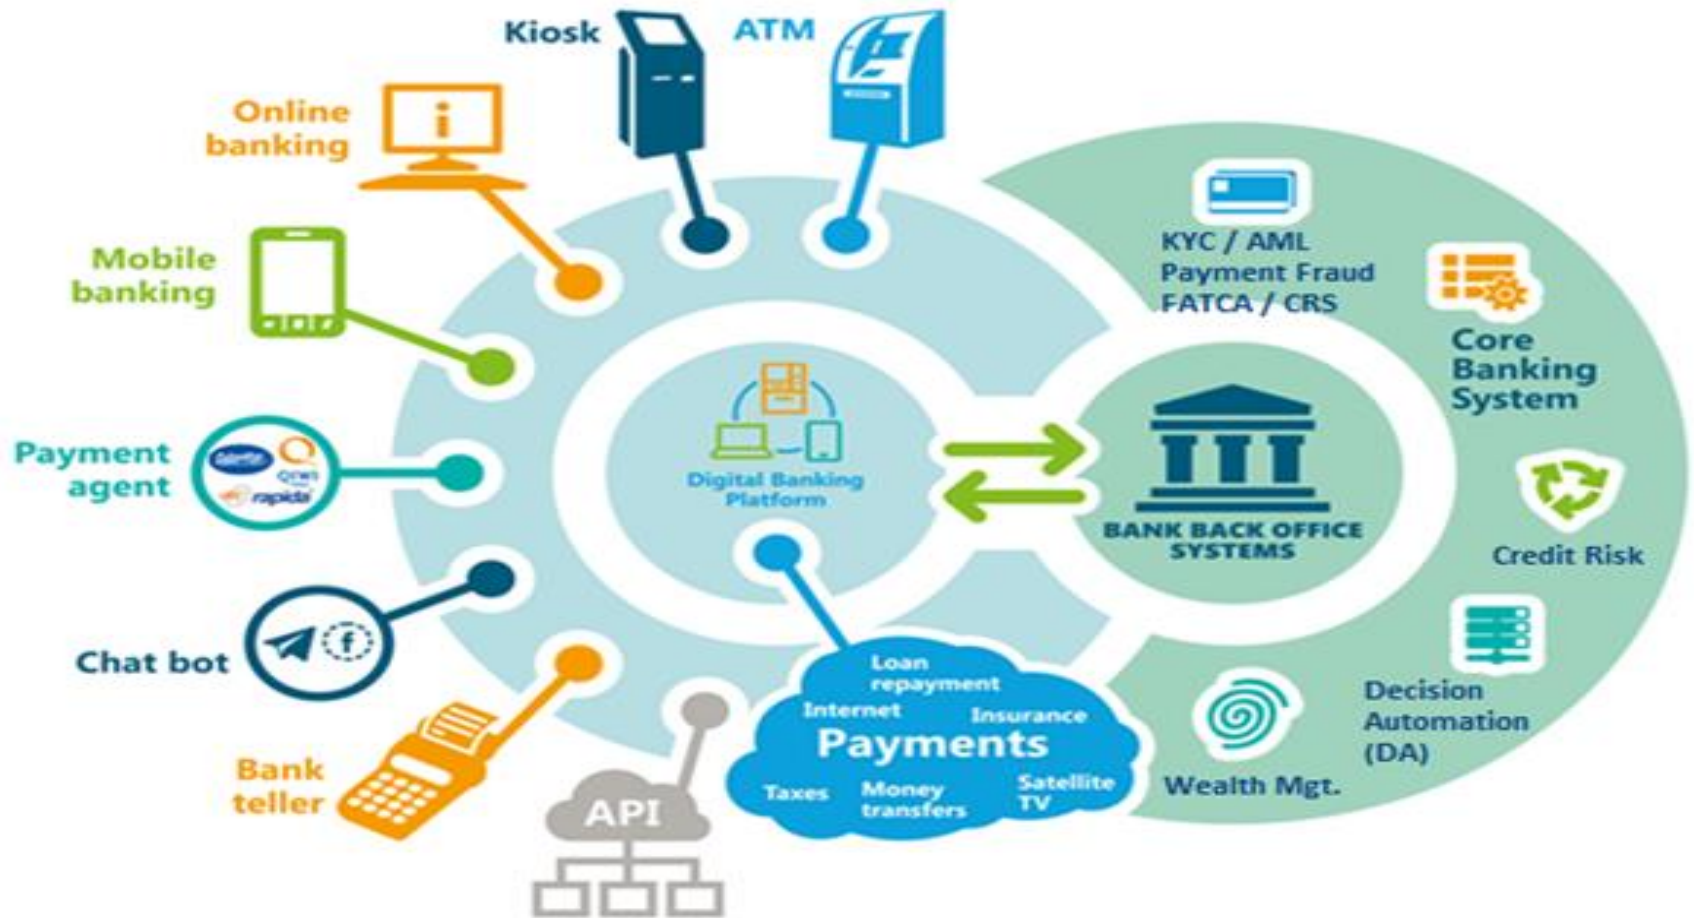 Kiosk
ATM
Online
banking
Mobile
banking
Payment
agent
QIWI
rapida
Chat bot
f
Bank
teller
API
i
Digital Banking
Platform
Loan
repayment
Internet
Insurance
Payments
Taxes
Money
transfers
Satellite
TV
BANK BACK OFFICE
SYSTEMS
KYC / AML
Payment Fraud
FATCA / CRS
Core
Banking
System
Credit Risk
Decision
Automation
(DA)
Wealth Mgt.